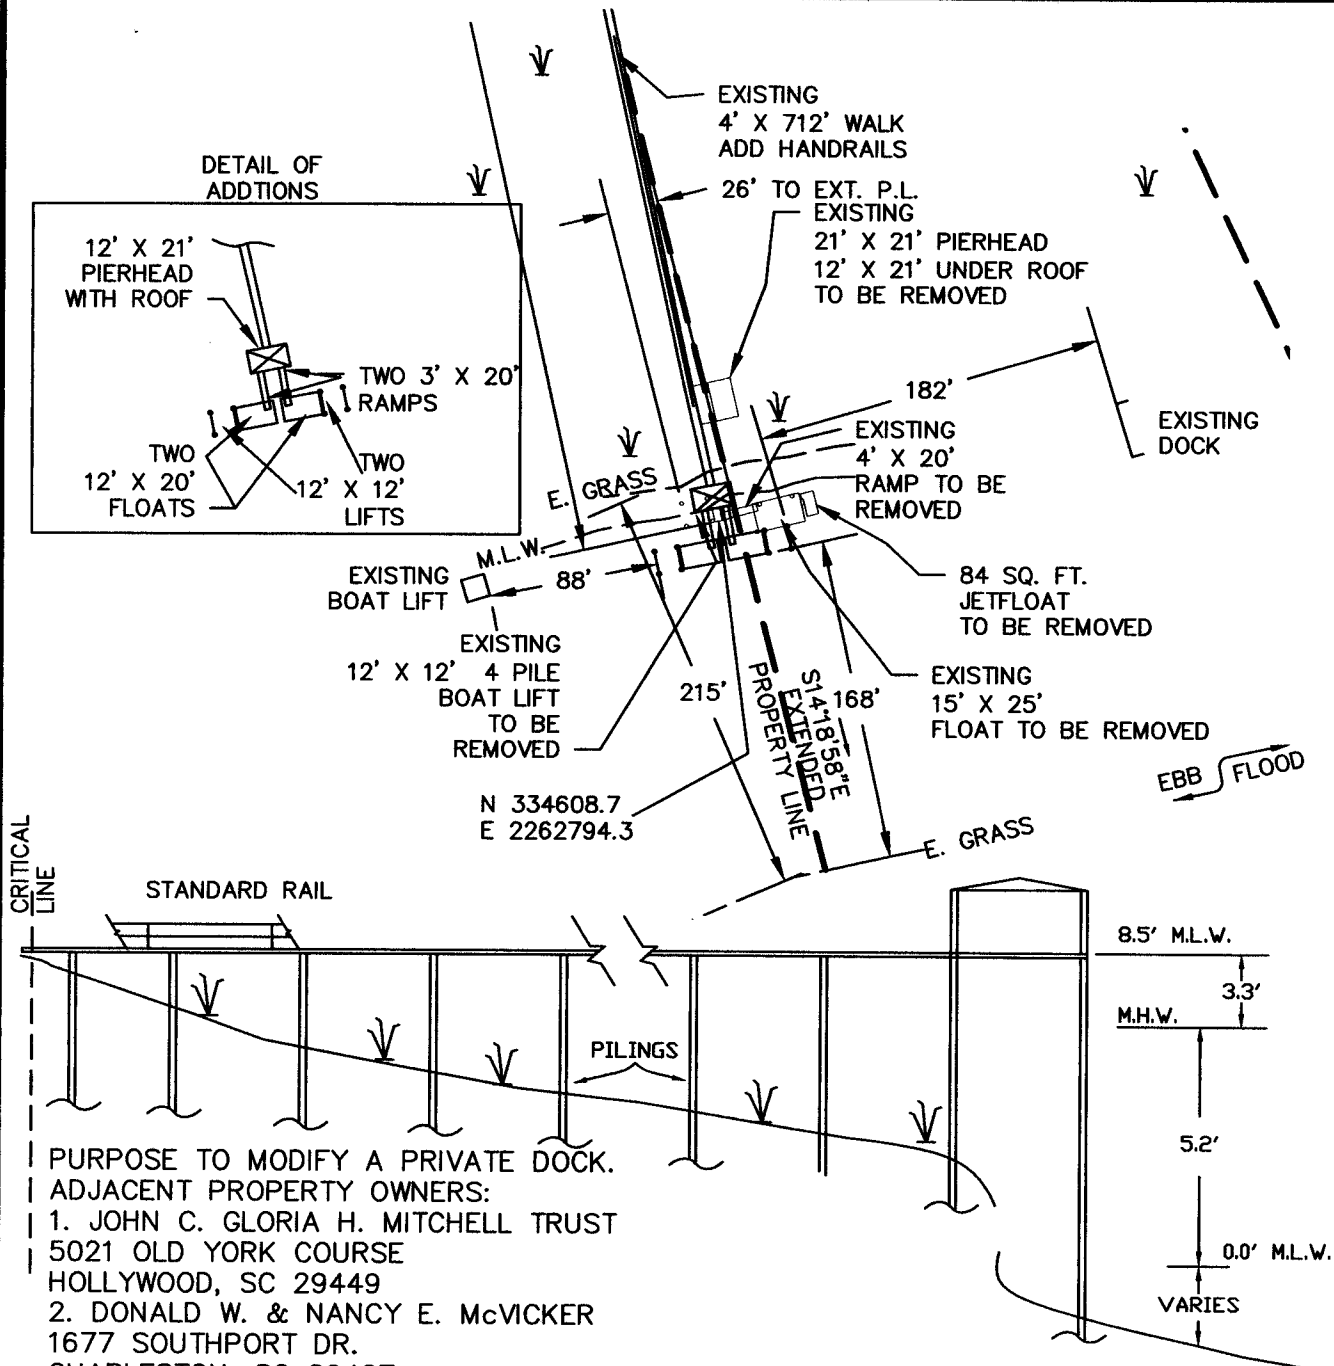 EXISTING
4' X 712' WALK
ADD HANDRAILS
DETAIL OF
ADDTIONS
26' TO EXT. P.L.
EXISTING
21' X 21' PIERHEAD
12' X 21' UNDER ROOF
TO BE REMOVED
12' X 21'
PIERHEAD
WITH ROOF
TWO 3' X 20'
RAMPS
TWO
12' X 20'
FLOATS
TWO
12' X 12'
LIFTS
182'
EXISTING
DOCK
EXISTING
4' X 20'
RAMP TO BE
REMOVED
E. GRASS
M.L.W.
EXISTING
BOAT LIFT
88'
84 SQ. FT.
JETFLOAT
TO BE REMOVED
EXISTING
12' X 12' 4 PILE
BOAT LIFT
TO BE
REMOVED
215'
S14°18'58"E
EXTENDED
PROPERTY LINE
168'
EXISTING
15' X 25'
FLOAT TO BE REMOVED
EBB FLOOD
N 334608.7
E 2262794.3
E. GRASS
CRITICAL
LINE
STANDARD RAIL
8.5' M.L.W.
3.3'
M.H.W.
PILINGS
5.2'
0.0' M.L.W.
VARIES
PURPOSE TO MODIFY A PRIVATE DOCK.
ADJACENT PROPERTY OWNERS:
1. JOHN C. GLORIA H. MITCHELL TRUST
5021 OLD YORK COURSE
HOLLYWOOD, SC 29449
2. DONALD W. & NANCY E. McVICKER
1677 SOUTHPORT DR.